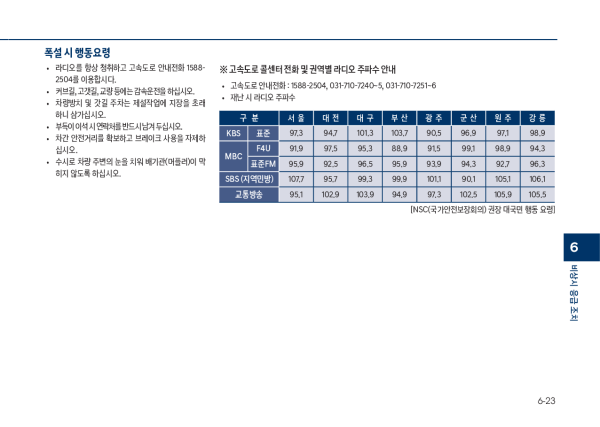 폭설 시 행동요령
• 라디오를 항상 청취하고 고속도로 안내전화 1588-
2504를 이용합시다.
• 커브길, 고갯길, 교량 등에는 감속운전을 하십시오.
• 차량방치 및 갓길 주차는 제설작업에 지장을 초래
하니 삼가십시오.
• 부득이 이석 시 연락처를 반드시 남겨 두십시오.
• 차간 안전거리를 확보하고 브레이크 사용을 자제하
십시오.
• 수시로 차량 주변의 눈을 치워 배기관(머플러)이 막
히지 않도록 하십시오.
※ 고속도로 콜센터 전화 및 권역별 라디오 주파수 안내
• 고속도로 안내전화 : 1588-2504, 031-710-7240~5, 031-710-7251~6
• 재난 시 라디오 주파수
구 분 서 울 대 전 대 구 부 산 광 주 군 산 원 주 강 릉
KBS 표준 97.3 94.7 101.3 103.7 90.5 96.9 97.1 98.9
MBC F4U 91.9 97.5 95.3 88.9 91.5 99.1 98.9 94.3
표준FM 95.9 92.5 96.5 95.9 93.9 94.3 92.7 96.3
SBS (지역민방) 107.7 95.7 99.3 99.9 101.1 90.1 105.1 106.1
교통방송 95.1 102.9 103.9 94.9 97.3 102.5 105.9 105.5
[NSC(국가안전보장회의) 권장 대국민 행동 요령]
6
비상시 응급 조치
6-23